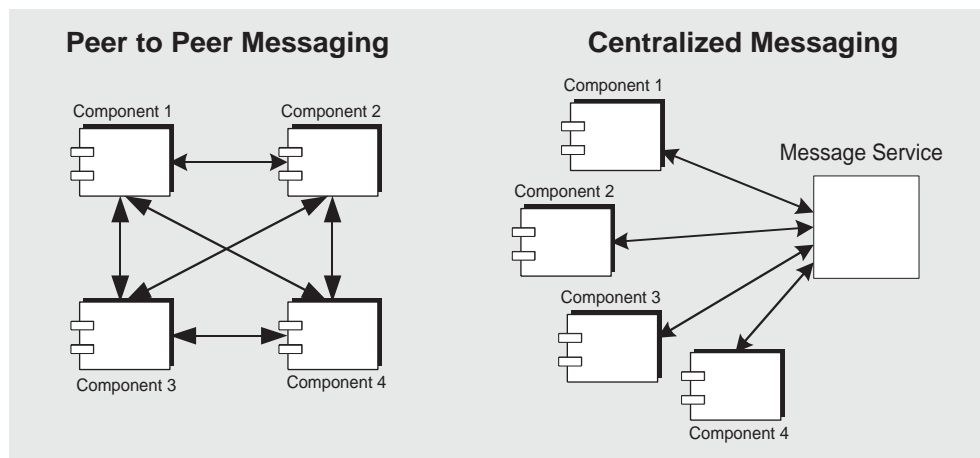 Peer to Peer Messaging
Component 1
Component 2
Component 3
Component 4
Centralized Messaging
Component 1
Message Service
Component 2
Component 3
Component 4